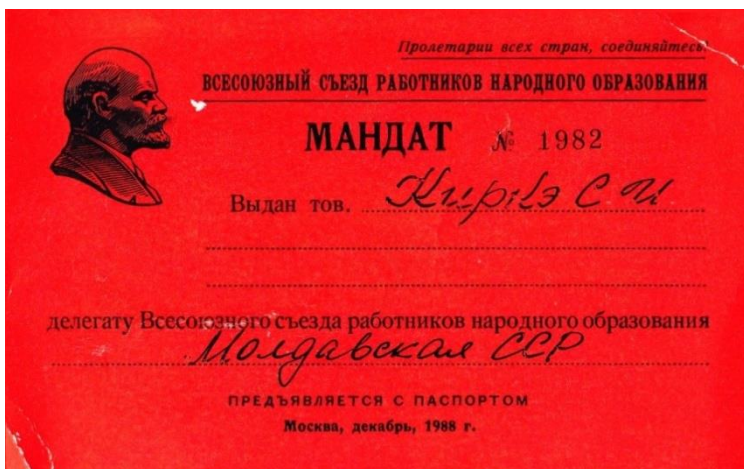 Пролетарии всех стран, соединяйтесь!
ВСЕСОЮЗНЫЙ СЪЕЗД РАБОТНИКОВ НАРОДНОГО ОБРАЗОВАНИЯ
МАНДАТ № 1982
Выдан тов. С И
делегату Всесоюзного съезда работников народного образования
Молдавская ССР
ПРЕДЪЯВЛЯЕТСЯ С ПАСПОРТОМ
Москва, декабрь, 1988 г.